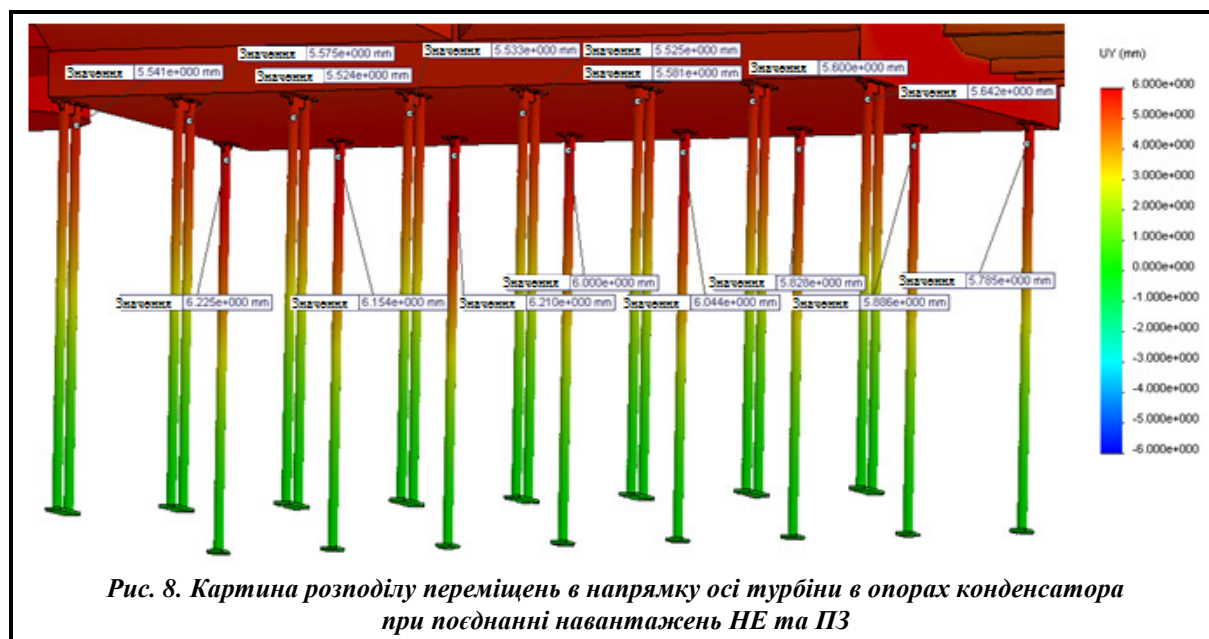 Значення 5.575e+000 mm
Значення 5.533e+000 mm
Значення 5.525e+000 mm
Значення 5.541e+000 mm
Значення 5.524e+000 mm
Значення 5.581e+000 mm
Значення 5.600e+000 mm
Значення 5.642e+000 mm
Значення 6.000e+000 mm
Значення 5.828e+000 mm
Значення 5.785e+000 mm
Значення 6.225e+000 mm
Значення 6.154e+000 mm
Значення 6.210e+000 mm
Значення 6.044e+000 mm
Значення 5.886e+000 mm
UY (mm)
6.000e+000
5.000e+000
4.000e+000
3.000e+000
2.000e+000
1.000e+000
0.000e+000
-1.000e+000
-2.000e+000
-3.000e+000
-4.000e+000
-5.000e+000
-6.000e+000
Рис. 8. Картина розподілу переміщень в напрямку осі турбіни в опорах конденсатора
при поєднанні навантажень НЕ та ПЗ